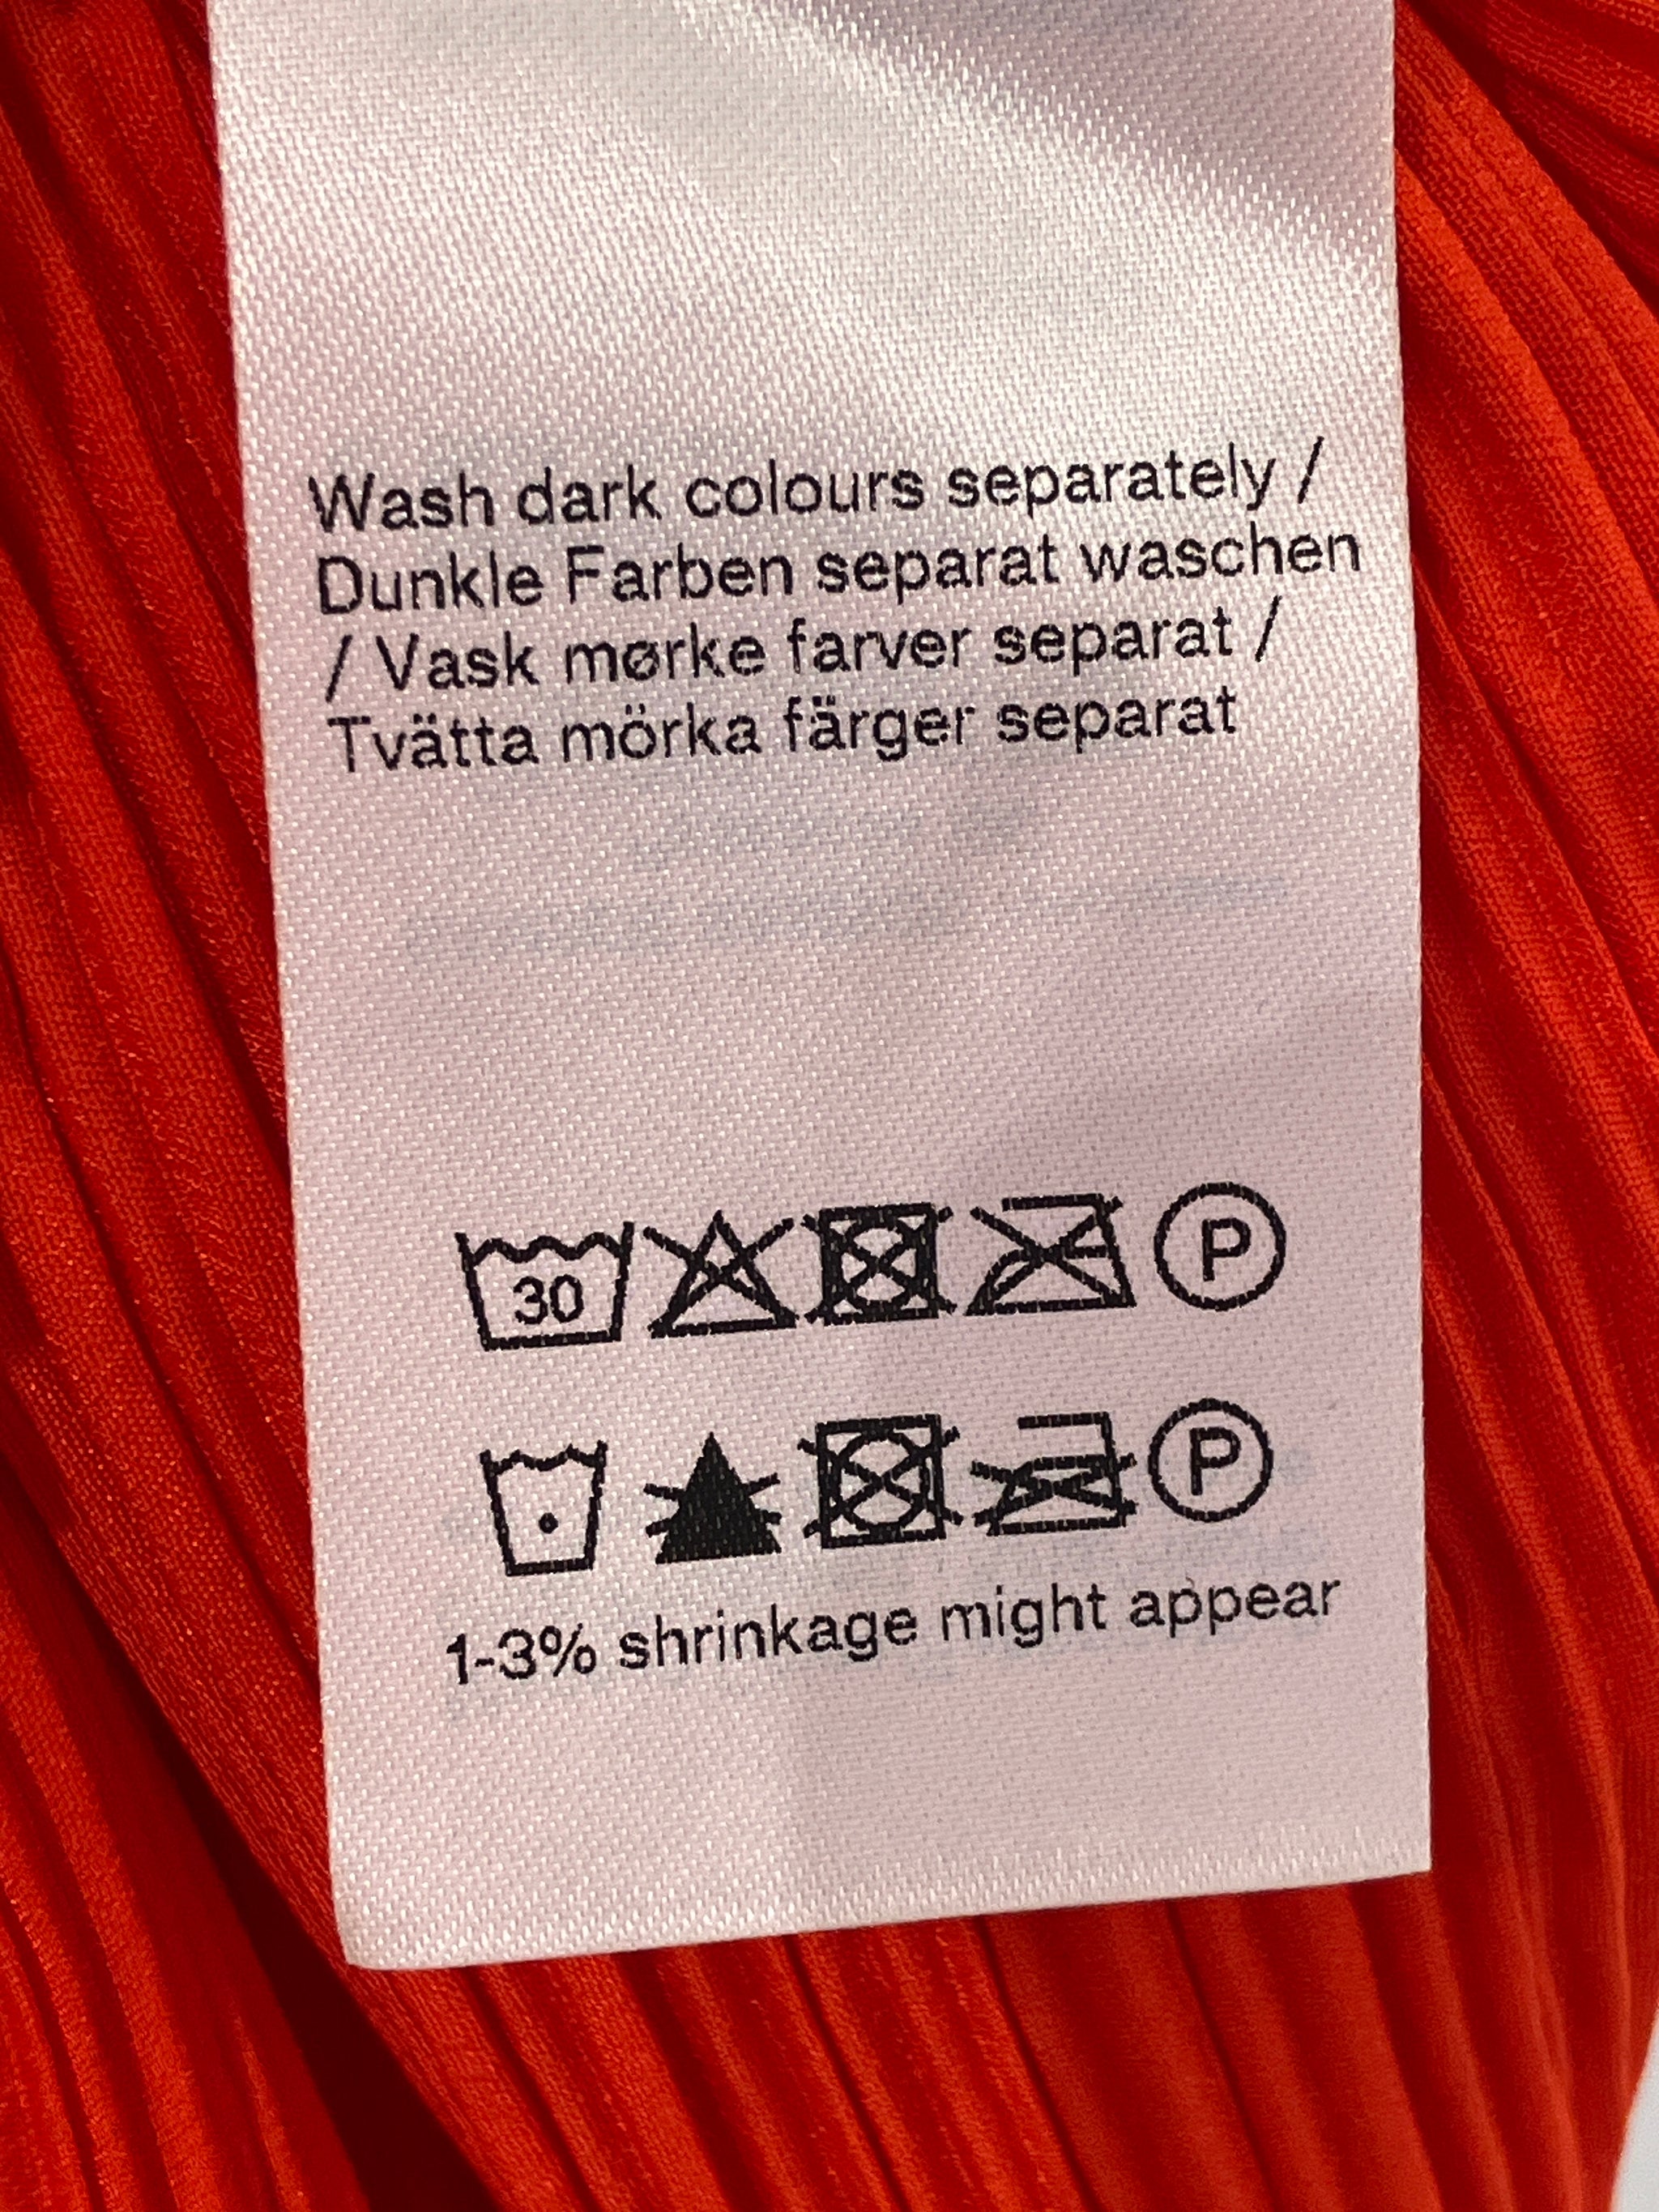 Wash dark colours separately /
Dunkle Farben separat waschen
/ Vask mørke farver separat /
Tvätta mörka färger separat
30 P
P
1-3% shrinkage might appear